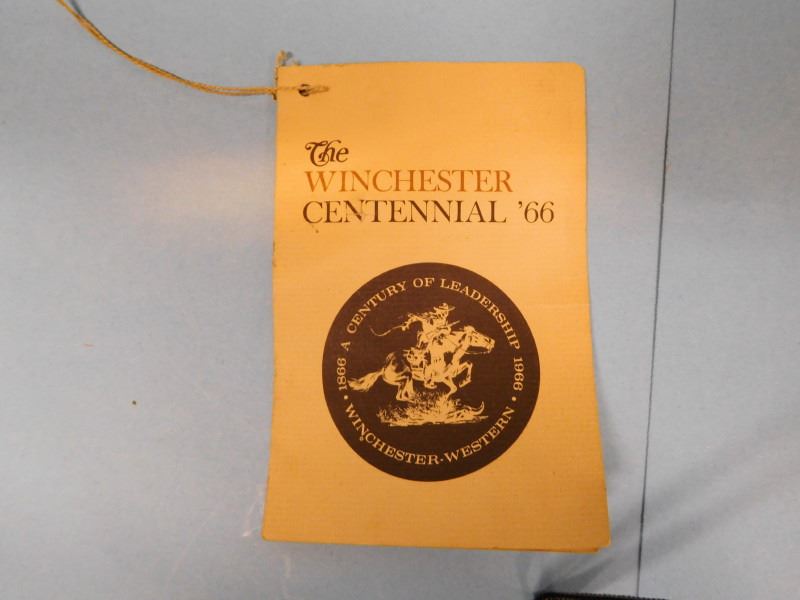 The
WINCHESTER
CENTENNIAL '66
1866 A CENTURY OF LEADERSHIP 1966
• WINCHESTER-WESTERN •